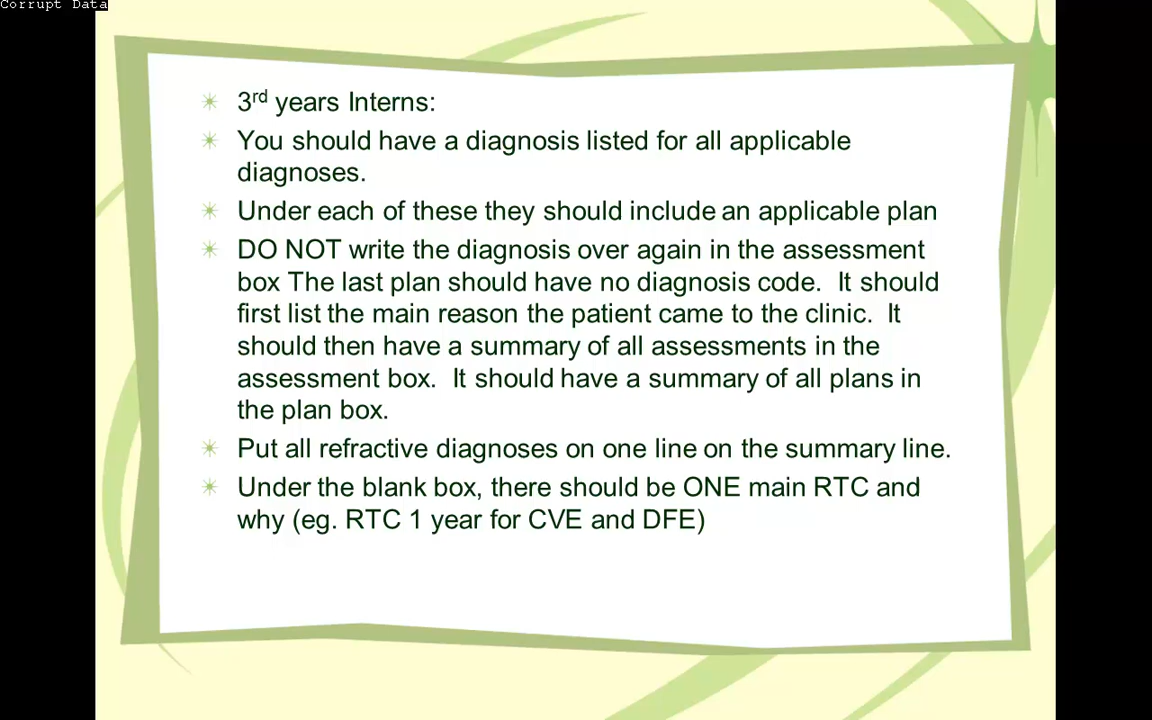 Corrupt Data
3rd years Interns:
You should have a diagnosis listed for all applicable
diagnoses.
Under each of these they should include an applicable plan
DO NOT write the diagnosis over again in the assessment
box The last plan should have no diagnosis code.  It should
first list the main reason the patient came to the clinic.  It
should then have a summary of all assessments in the
assessment box.  It should have a summary of all plans in
the plan box.
Put all refractive diagnoses on one line on the summary line.
Under the blank box, there should be ONE main RTC and
why (eg. RTC 1 year for CVE and DFE)